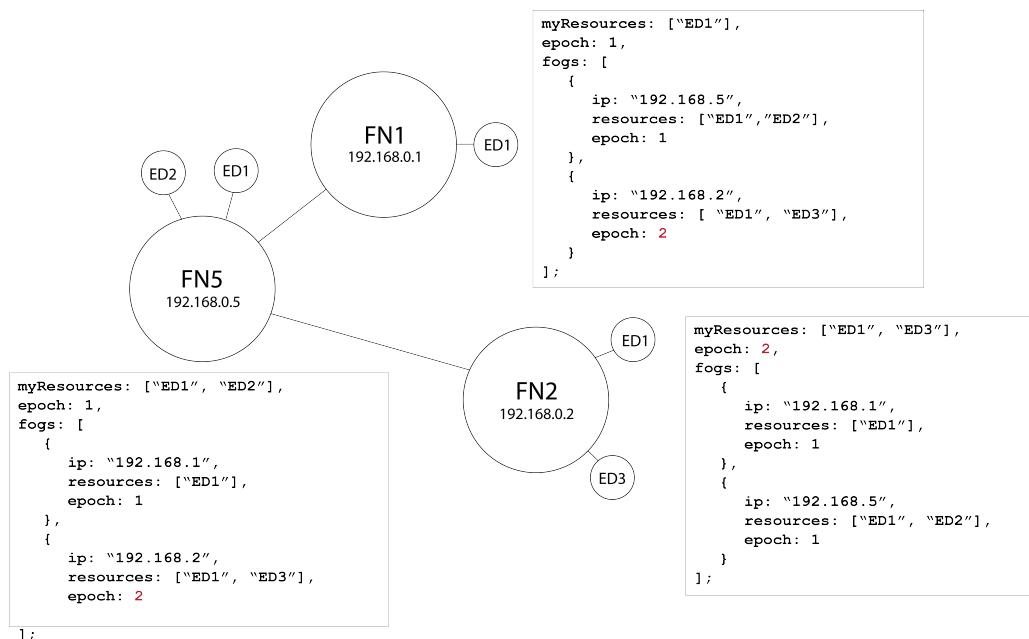 FN1
192.168.0.1
ED1
ED2
ED1
FN5
192.168.0.5
FN2
192.168.0.2
ED1
ED3
myResources: [“ED1”],
epoch: 1,
fogs: [
{
ip: “192.168.5”,
resources: [“ED1”,”ED2”],
epoch: 1
},
{
ip: “192.168.2”,
resources: [ “ED1”, “ED3”],
epoch: 2
}
];
myResources: [“ED1”, “ED3”],
epoch: 2,
fogs: [
{
ip: “192.168.1”,
resources: [“ED1”],
epoch: 1
},
{
ip: “192.168.5”,
resources: [“ED1”, “ED2”],
epoch: 1
}
];
myResources: [“ED1”, “ED2”],
epoch: 1,
fogs: [
{
ip: “192.168.1”,
resources: [“ED1”],
epoch: 1
},
{
ip: “192.168.2”,
resources: [“ED1”, “ED3”],
epoch: 2
];